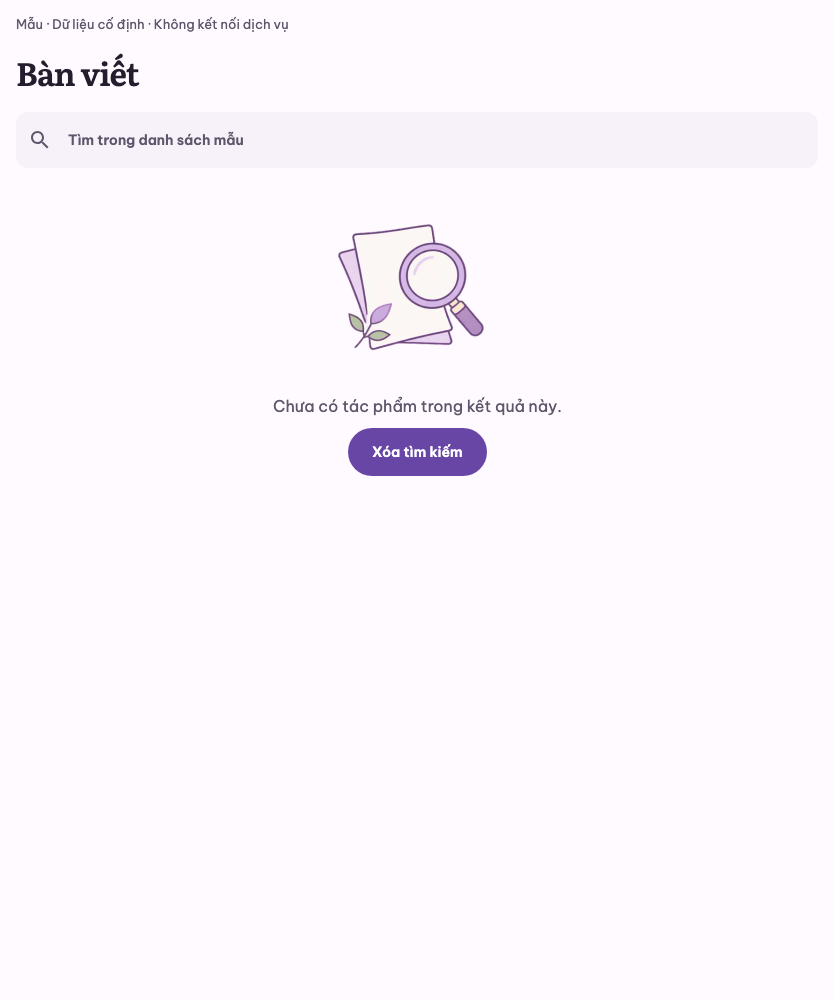 Mẫu · Dữ liệu cố định · Không kết nối dịch vụ
Bàn viết
Tìm trong danh sách mẫu
Chưa có tác phẩm trong kết quả này.
Xóa tìm kiếm